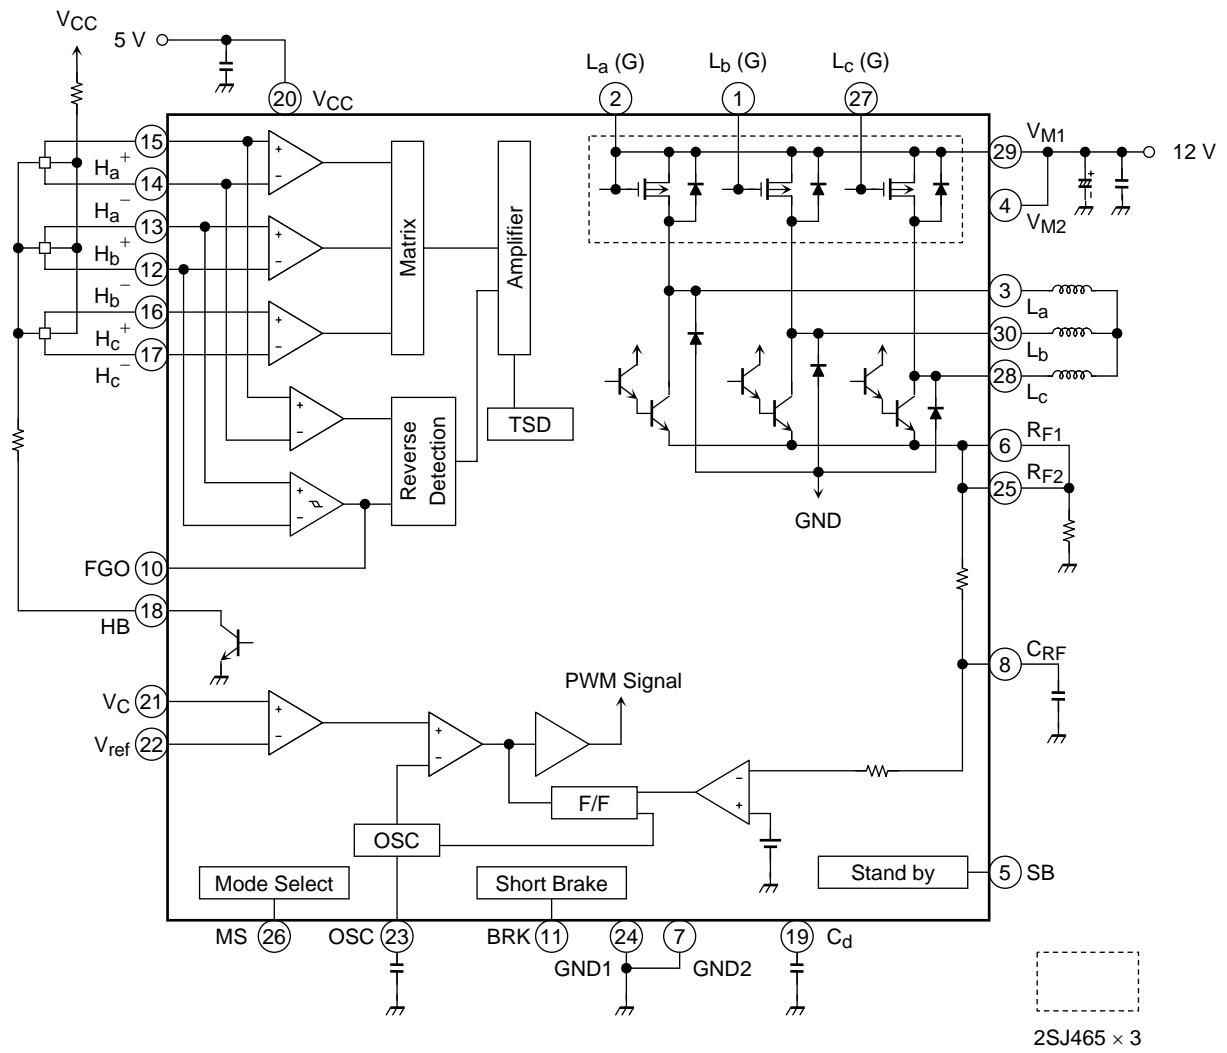 VCC
5 V
La (G)
Lb (G)
Lc (G)
20
VCC
2
1
27
15
Ha+
14
Ha−
13
Hb+
12
Hb−
16
Hc+
17
Hc−
+
−
+
−
+
−
Matrix
Amplifier
TSD
+
−
+
−
Reverse
Detection
29
VM1
12 V
+
-
4
VM2
3
La
30
Lb
28
Lc
6
RF1
25
RF2
GND
FGO
10
HB
18
8
CRF
VC
21
Vref
22
+
−
+
−
PWM Signal
F/F
−
+
OSC
Mode Select
Short Brake
Stand by
5
SB
MS
26
OSC
23
BRK
11
24
7
19
Cd
GND1
GND2
2SJ465 × 3